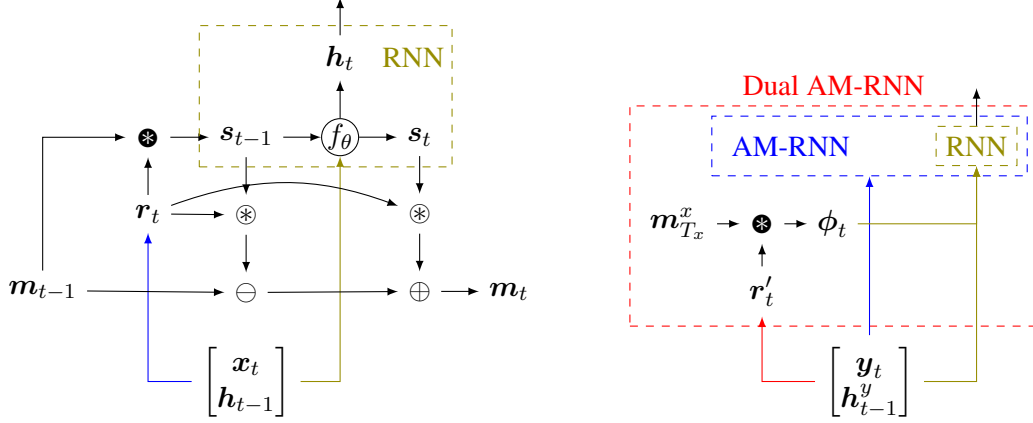 RNN
h_t
s_{t-1} f_θ s_t
r_t
m_{t-1} m_t
x_t
h_{t-1}
Dual AM-RNN
AM-RNN RNN
m^x_{T_x} ϕ_t
r'_t
y_t
h^y_{t-1}